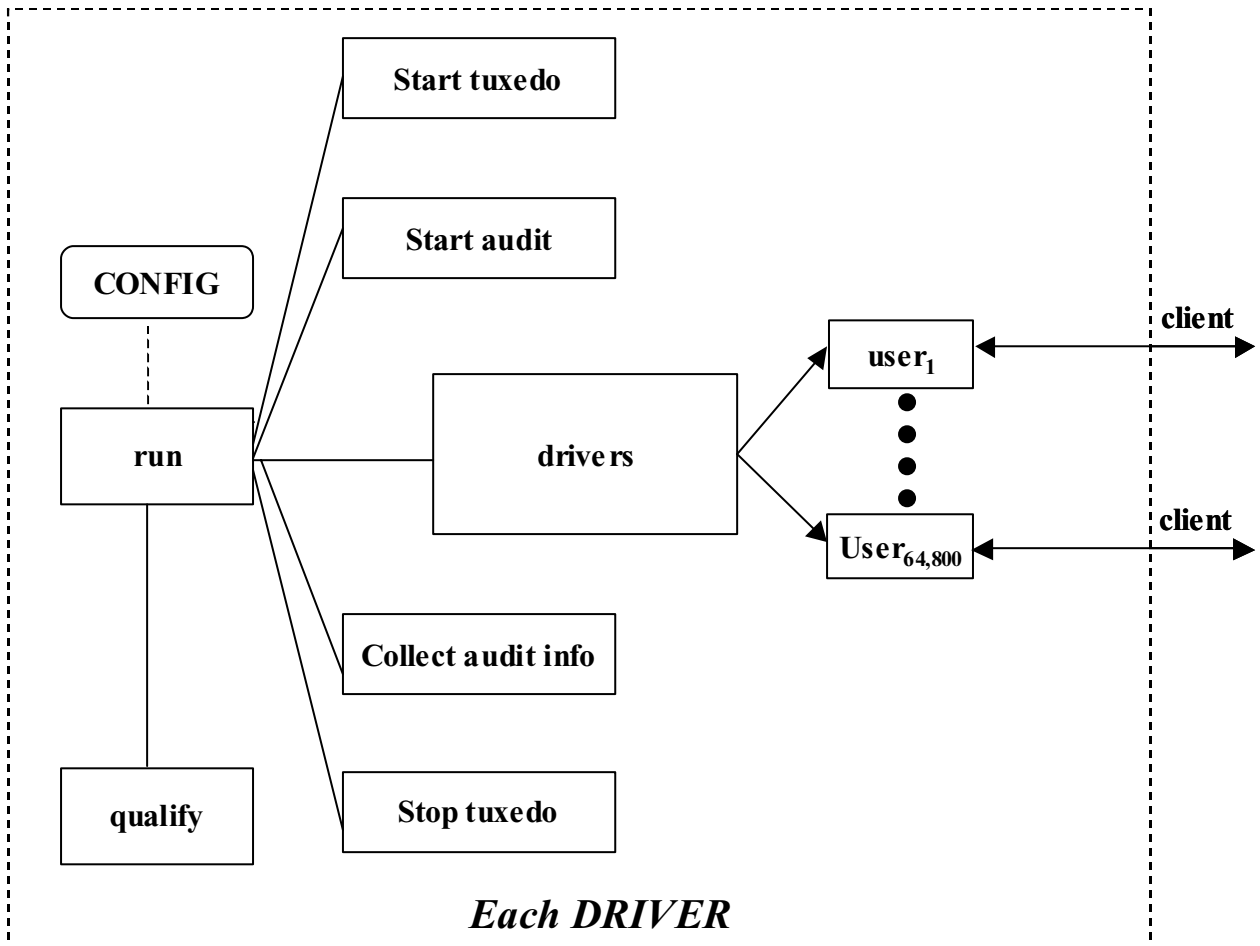 Start tuxedo
Start audit
CONFIG
client
user₁
run
drivers
client
User₆₄,₈₀₀
Collect audit info
qualify
Stop tuxedo
Each DRIVER